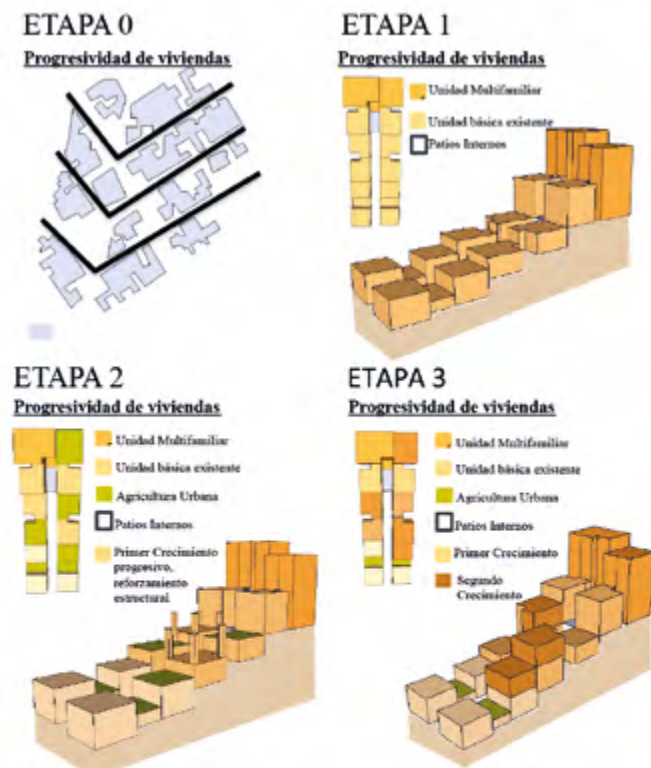 ETAPA 0
Progresividad de viviendas
ETAPA 1
Progresividad de viviendas
Unidad Multifamiliar
Unidad básica existente
Patios Internos
ETAPA 2
Progresividad de viviendas
Unidad Multifamiliar
Unidad básica existente
Agricultura Urbana
Patios Internos
Primer Crecimiento
progresivo,
reforzamiento
estructural
ETAPA 3
Progresividad de viviendas
Unidad Multifamiliar
Unidad básica existente
Agricultura Urbana
Patios Internos
Primer Crecimiento
Segundo
Crecimiento